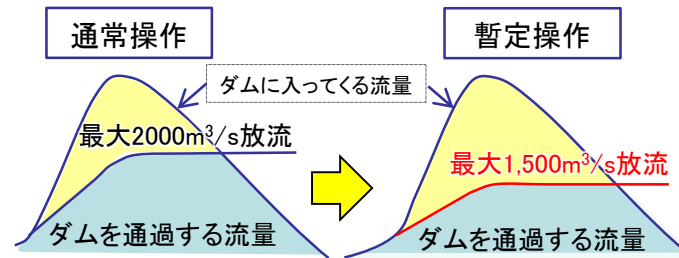 通常操作
暫定操作
ダムに入ってくる流量
最大2000m³/s放流
最大1,500m³/s放流
ダムを通過する流量
ダムを通過する流量